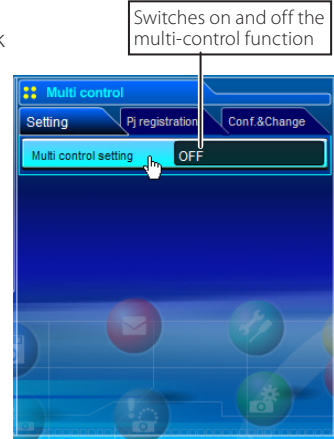 Switches on and off the
multi-control function
k
Multi control
Setting
Pj registration
Conf.&Change
Multi control setting
OFF